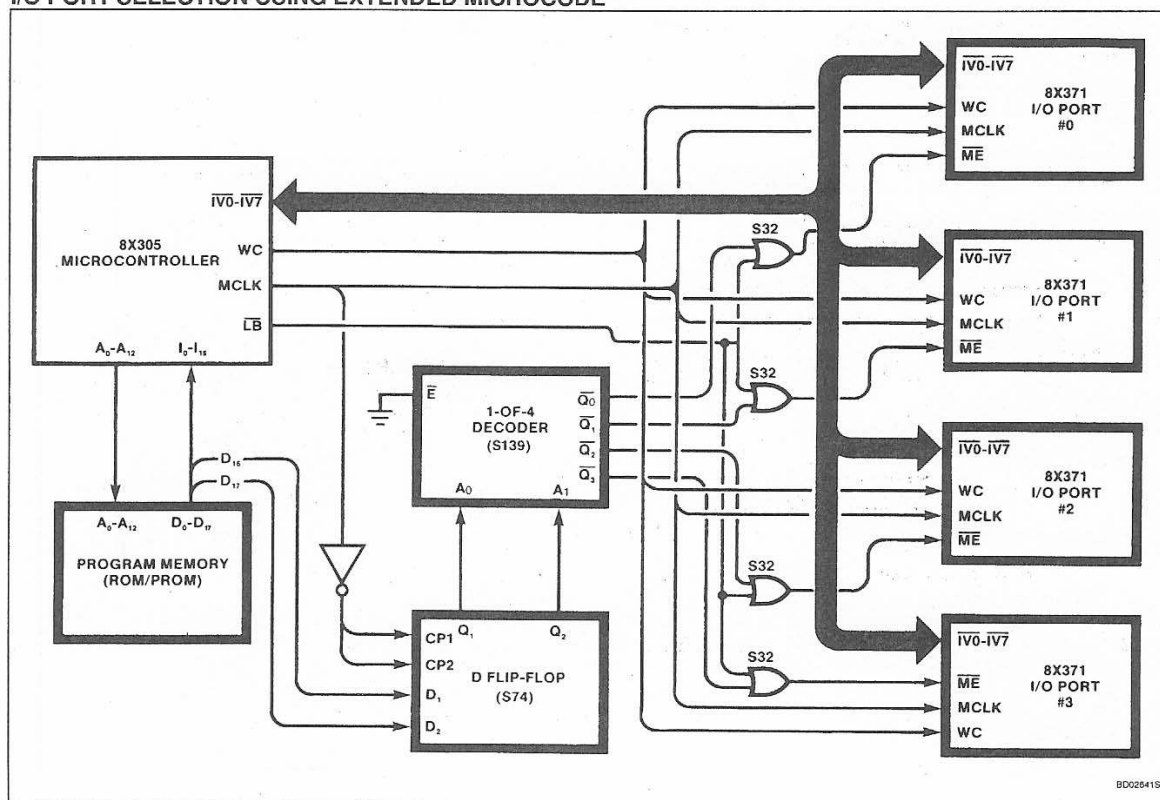 I/O PORT SELECTION USING EXTENDED MICROCODE
8X305
MICROCONTROLLER
IV0-IV7
WC
MCLK
LB
A0-A12
I0-I15
PROGRAM MEMORY
(ROM/PROM)
A0-A12
D0-D17
D16
D17
1-OF-4
DECODER
(S139)
E
Q0
Q1
Q2
Q3
A0
A1
D FLIP-FLOP
(S74)
Q1
Q2
CP1
CP2
D1
D2
S32
S32
S32
S32
IV0-IV7
8X371
I/O PORT
#0
WC
MCLK
ME
IV0-IV7
8X371
I/O PORT
#1
WC
MCLK
ME
IV0-IV7
8X371
I/O PORT
#2
WC
MCLK
ME
IV0-IV7
8X371
I/O PORT
#3
ME
MCLK
WC
BD02641S